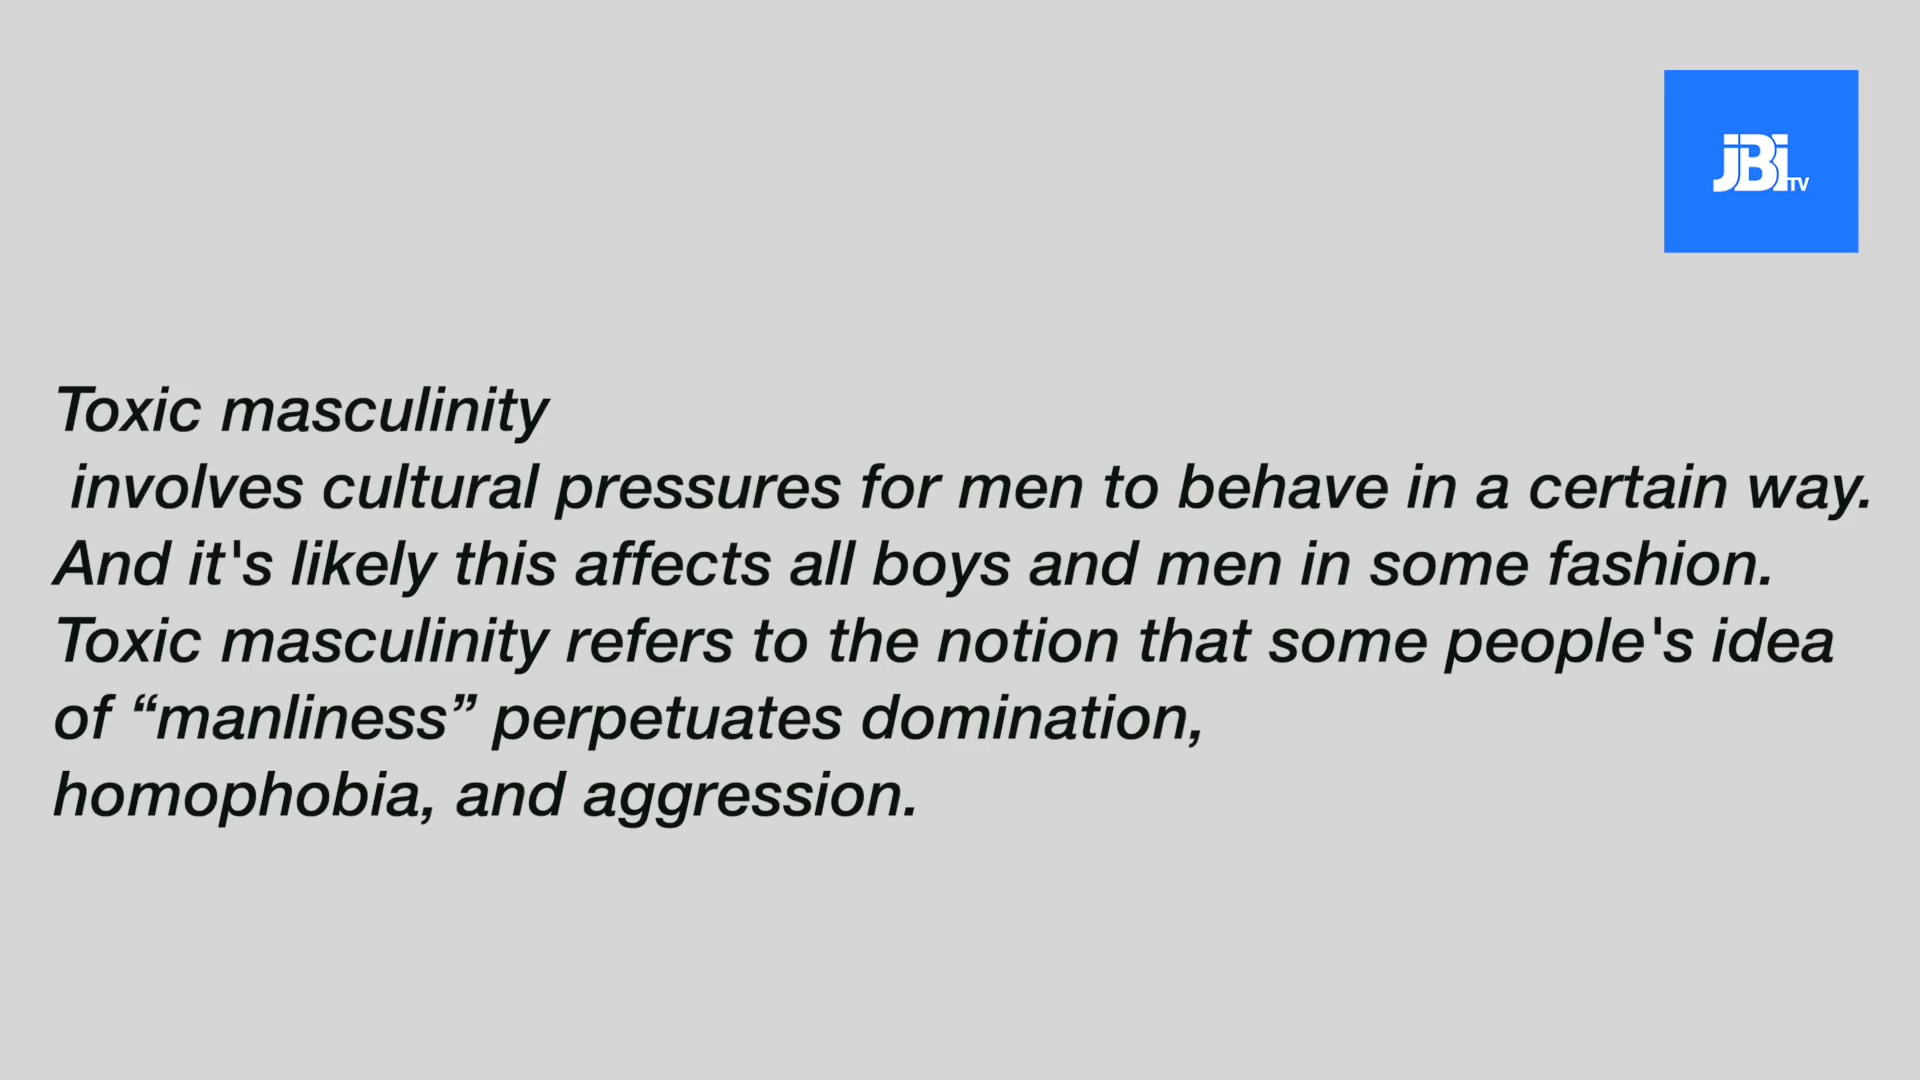 JBi TV
Toxic masculinity
involves cultural pressures for men to behave in a certain way.
And it's likely this affects all boys and men in some fashion.
Toxic masculinity refers to the notion that some people's idea
of “manliness” perpetuates domination,
homophobia, and aggression.